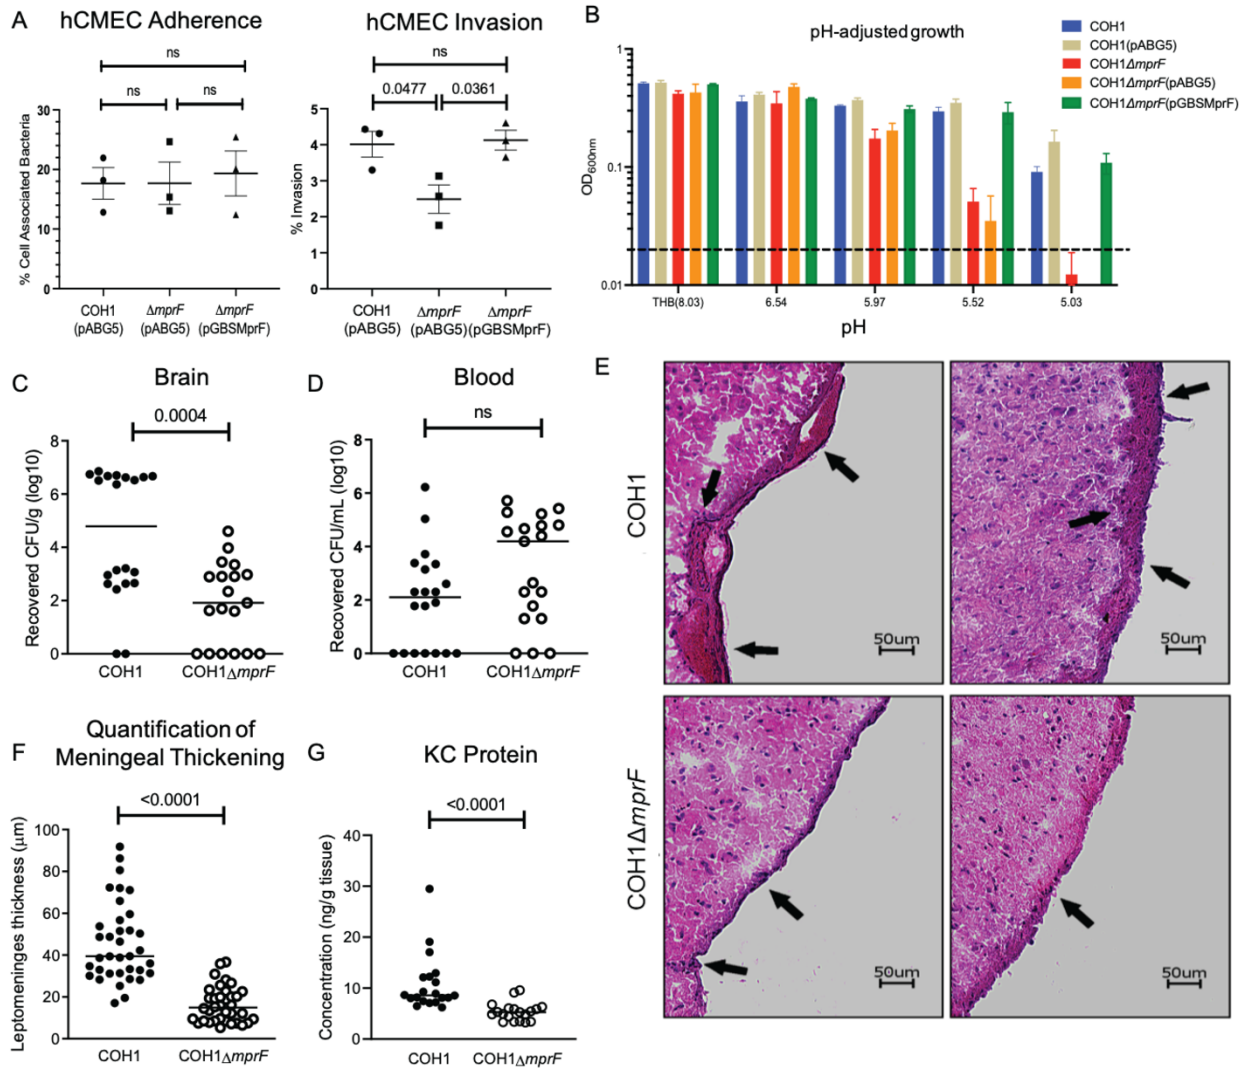 A
hCMEC Adherence
ns
ns
ns
% Cell Associated Bacteria
30
20
10
0
COH1
(pABG5)
ΔmprF
(pABG5)
ΔmprF
(pGBSMprF)
hCMEC Invasion
ns
0.0477
0.0361
% Invasion
5
4
3
2
1
0
COH1
(pABG5)
ΔmprF
(pABG5)
ΔmprF
(pGBSMprF)
B
pH-adjusted growth
COH1
COH1(pABG5)
COH1ΔmprF
COH1ΔmprF(pABG5)
COH1ΔmprF(pGBSMprF)
OD600nm
1
0.1
0.01
THB(8.03)
6.54
5.97
5.52
5.03
pH
C
Brain
0.0004
Recovered CFU/g (log10)
8
6
4
2
0
COH1
COH1ΔmprF
D
Blood
ns
Recovered CFU/mL (log10)
8
6
4
2
0
COH1
COH1ΔmprF
E
COH1
50um
50um
COH1ΔmprF
50um
50um
F
Quantification of
Meningeal Thickening
<0.0001
Leptomeninges thickness (μm)
100
80
60
40
20
0
COH1
COH1ΔmprF
G
KC Protein
<0.0001
Concentration (ng/g tissue)
40
30
20
10
0
COH1
COH1ΔmprF